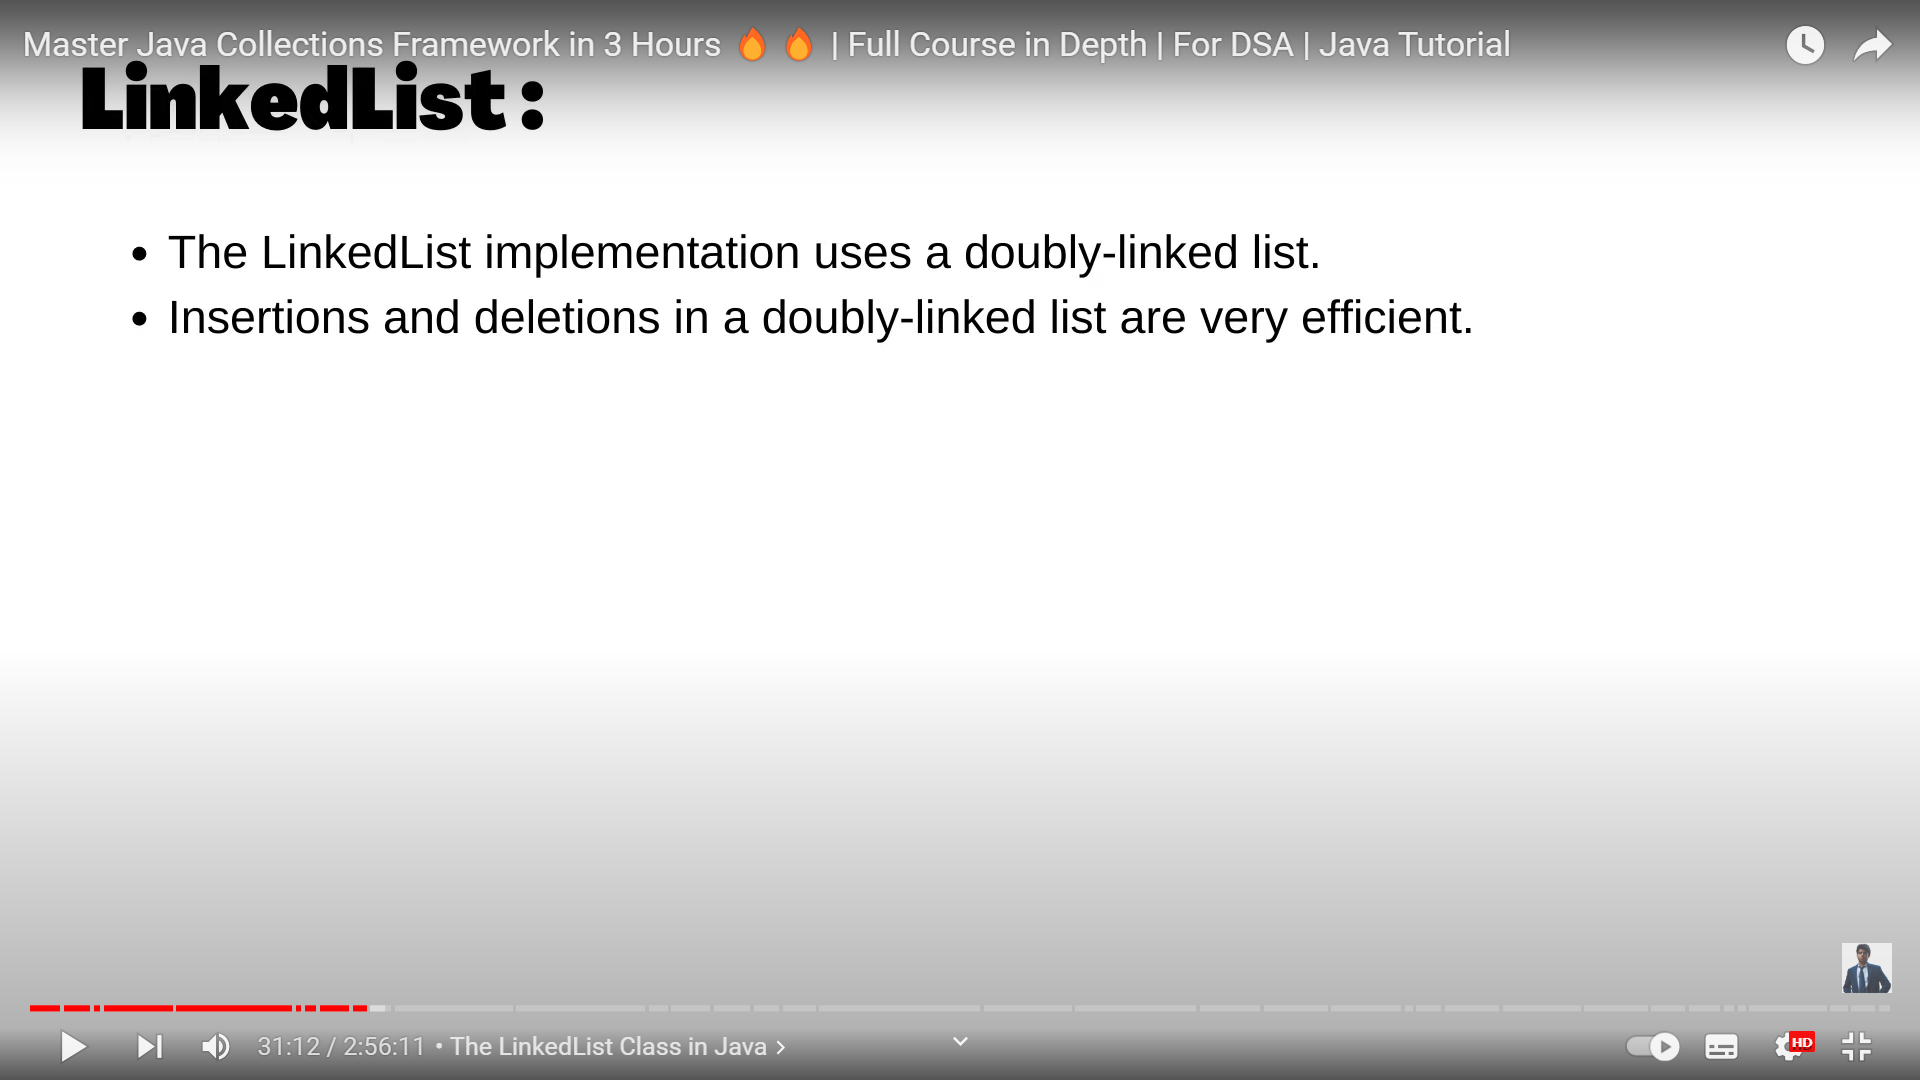 Master Java Collections Framework in 3 Hours 🔥 🔥 | Full Course in Depth | For DSA | Java Tutorial
LinkedList:
• The LinkedList implementation uses a doubly-linked list.
• Insertions and deletions in a doubly-linked list are very efficient.
31:12 / 2:56:11 • The LinkedList Class in Java >
HD